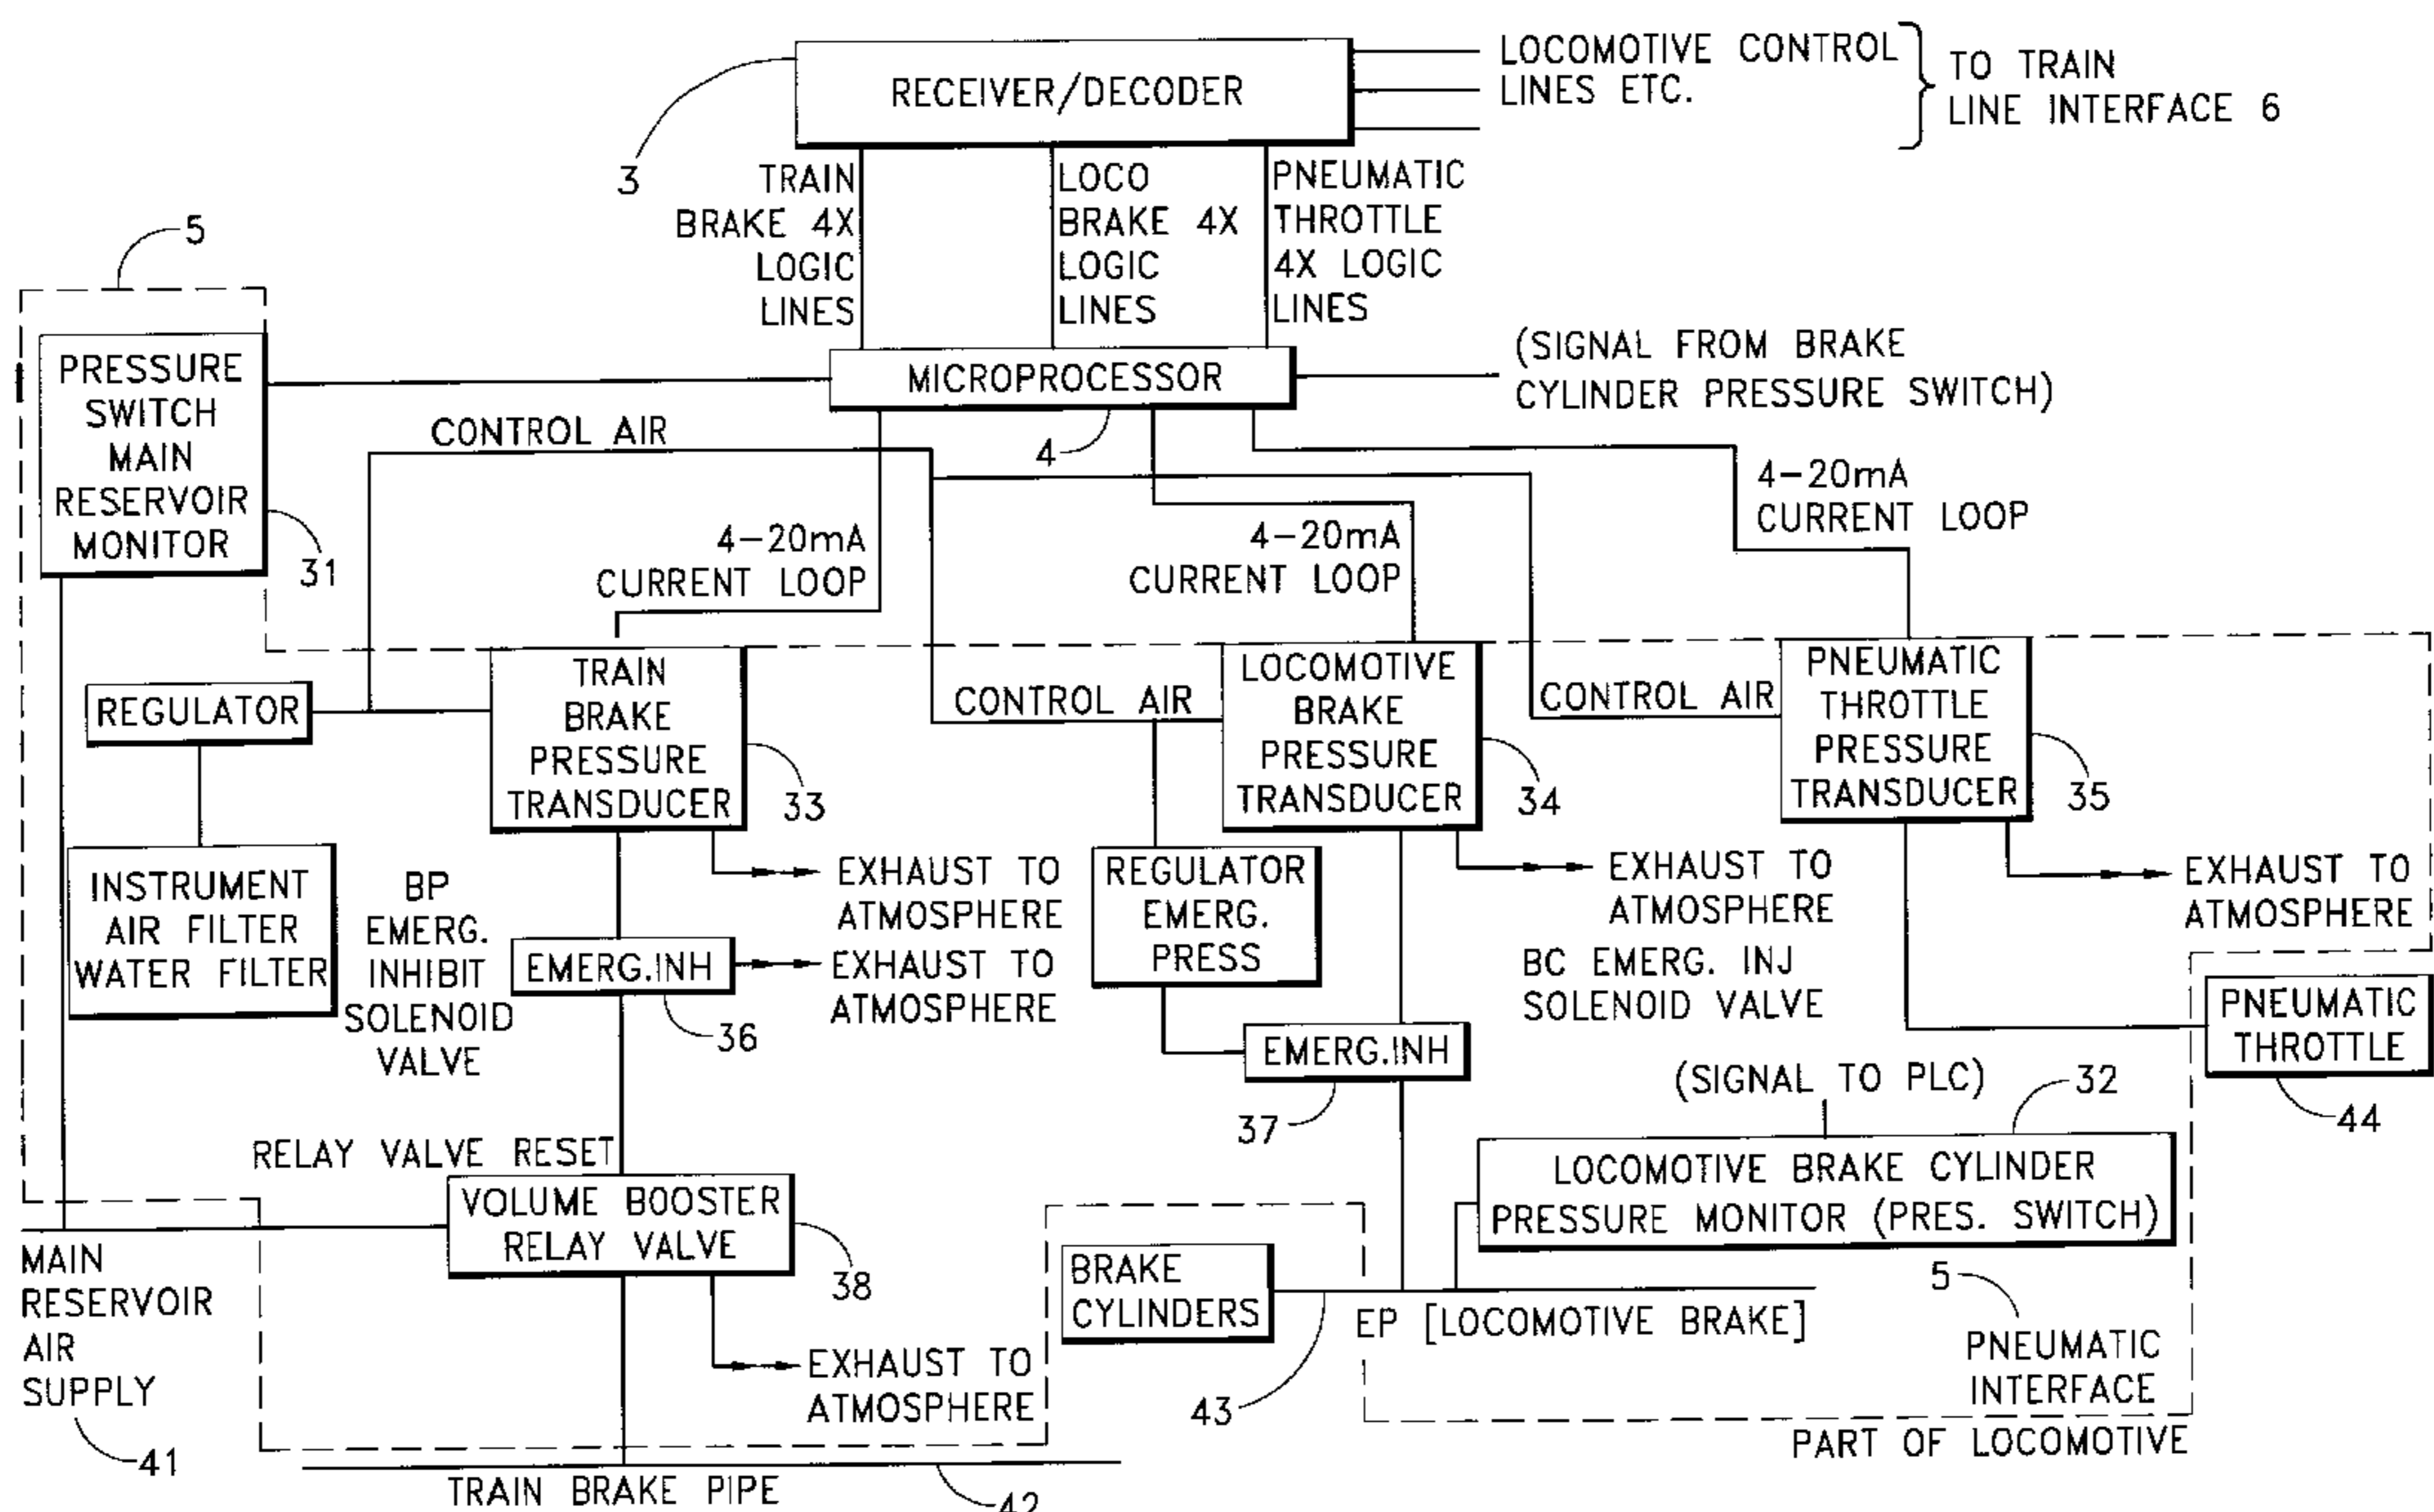 RECEIVER/DECODER
LOCOMOTIVE CONTROL
LINES ETC.
TO TRAIN
LINE INTERFACE 6
3
TRAIN
BRAKE 4X
LOGIC
LINES
LOCO
BRAKE 4X
LOGIC
LINES
PNEUMATIC
THROTTLE
4X LOGIC
LINES
5
PRESSURE
SWITCH
MAIN
RESERVOIR
MONITOR
31
MICROPROCESSOR
4
(SIGNAL FROM BRAKE
CYLINDER PRESSURE SWITCH)
CONTROL AIR
4-20mA
CURRENT LOOP
4-20mA
CURRENT LOOP
4-20mA
CURRENT LOOP
REGULATOR
TRAIN
BRAKE
PRESSURE
TRANSDUCER
33
CONTROL AIR
LOCOMOTIVE
BRAKE
PRESSURE
TRANSDUCER
34
CONTROL AIR
PNEUMATIC
THROTTLE
PRESSURE
TRANSDUCER
35
INSTRUMENT
AIR FILTER
WATER FILTER
BP
EMERG.
INHIBIT
SOLENOID
VALVE
EXHAUST TO
ATMOSPHERE
EMERG.INH
36
EXHAUST TO
ATMOSPHERE
REGULATOR
EMERG.
PRESS
EXHAUST TO
ATMOSPHERE
BC EMERG. INJ
SOLENOID VALVE
EXHAUST TO
ATMOSPHERE
EMERG.INH
37
PNEUMATIC
THROTTLE
44
(SIGNAL TO PLC)
32
RELAY VALVE RESET
VOLUME BOOSTER
RELAY VALVE
38
LOCOMOTIVE BRAKE CYLINDER
PRESSURE MONITOR (PRES. SWITCH)
MAIN
RESERVOIR
AIR
SUPPLY
41
EXHAUST TO
ATMOSPHERE
BRAKE
CYLINDERS
43
EP [LOCOMOTIVE BRAKE]
5
PNEUMATIC
INTERFACE
PART OF LOCOMOTIVE
TRAIN BRAKE PIPE
42